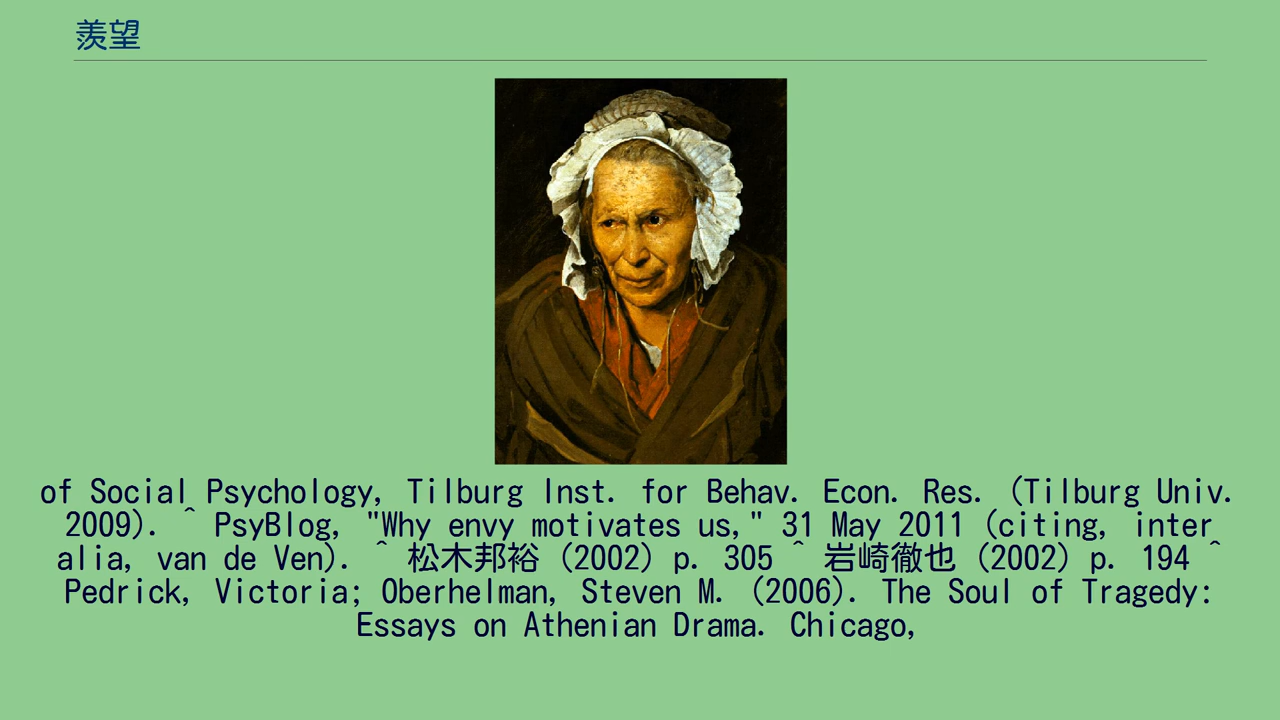 羨望
of Social Psychology, Tilburg Inst. for Behav. Econ. Res. (Tilburg Univ.
2009). ^ PsyBlog, "Why envy motivates us," 31 May 2011 (citing, inter
alia, van de Ven). ^ 松木邦裕 (2002) p. 305 ^ 岩崎徹也 (2002) p. 194 ^
Pedrick, Victoria; Oberhelman, Steven M. (2006). The Soul of Tragedy:
Essays on Athenian Drama. Chicago,